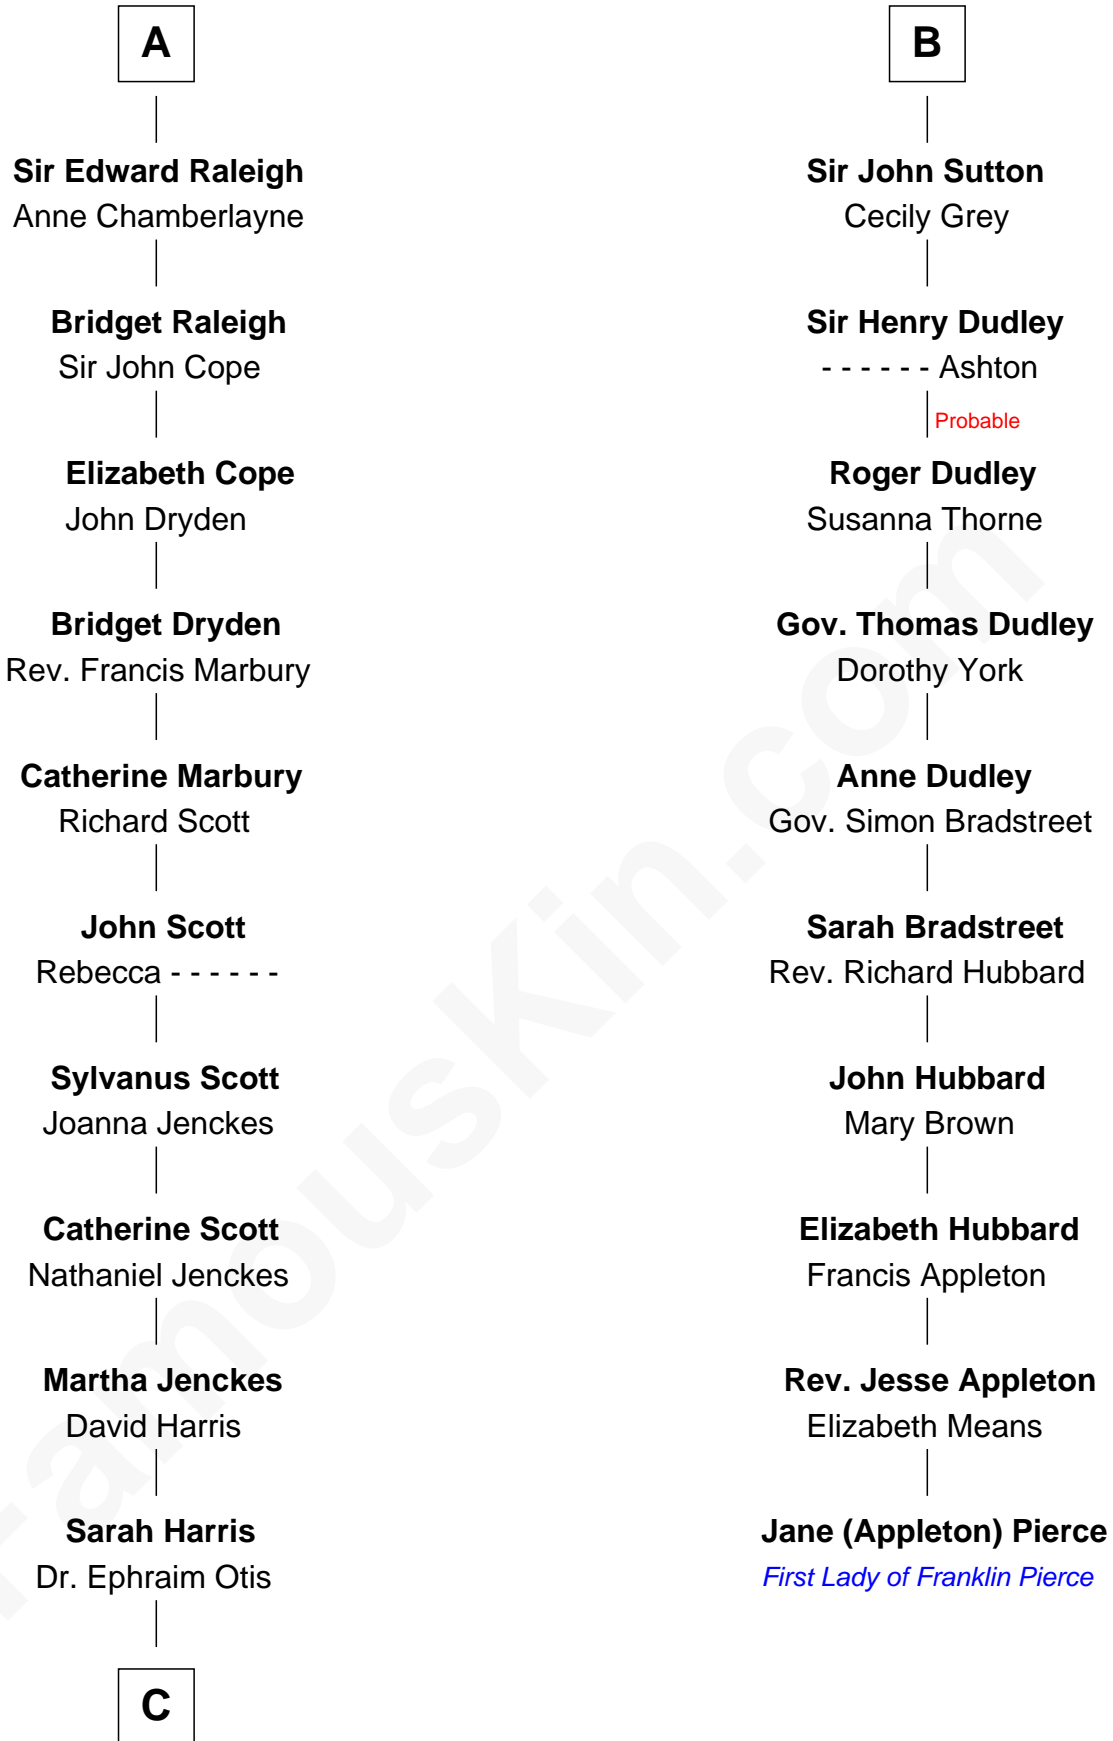 A
Sir Edward Raleigh
Anne Chamberlayne
Bridget Raleigh
Sir John Cope
Elizabeth Cope
John Dryden
Bridget Dryden
Rev. Francis Marbury
Catherine Marbury
Richard Scott
John Scott
Rebecca - - - - - -
Sylvanus Scott
Joanna Jenckes
Catherine Scott
Nathaniel Jenckes
Martha Jenckes
David Harris
Sarah Harris
Dr. Ephraim Otis
C
B
Sir John Sutton
Cecily Grey
Sir Henry Dudley
- - - - - - Ashton
Probable
Roger Dudley
Susanna Thorne
Gov. Thomas Dudley
Dorothy York
Anne Dudley
Gov. Simon Bradstreet
Sarah Bradstreet
Rev. Richard Hubbard
John Hubbard
Mary Brown
Elizabeth Hubbard
Francis Appleton
Rev. Jesse Appleton
Elizabeth Means
Jane (Appleton) Pierce
First Lady of Franklin Pierce
FamousKin.com